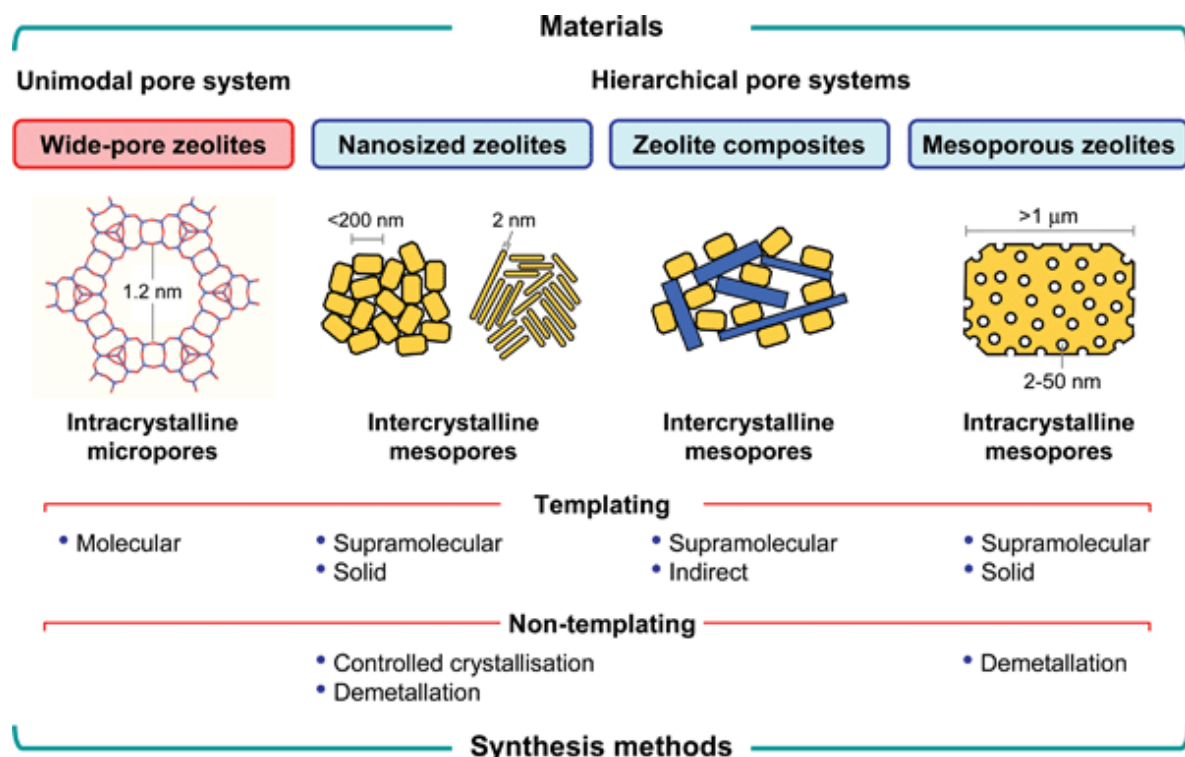 Materials
Unimodal pore system
Hierarchical pore systems
Wide-pore zeolites
Nanosized zeolites
Zeolite composites
Mesoporous zeolites
<200 nm
2 nm
>1 μm
1.2 nm
2-50 nm
Intracrystalline
micropores
Intercrystalline
mesopores
Intercrystalline
mesopores
Intracrystalline
mesopores
Templating
• Molecular
• Supramolecular
• Solid
• Supramolecular
• Indirect
• Supramolecular
• Solid
Non-templating
• Controlled crystallisation
• Demetallation
• Demetallation
Synthesis methods